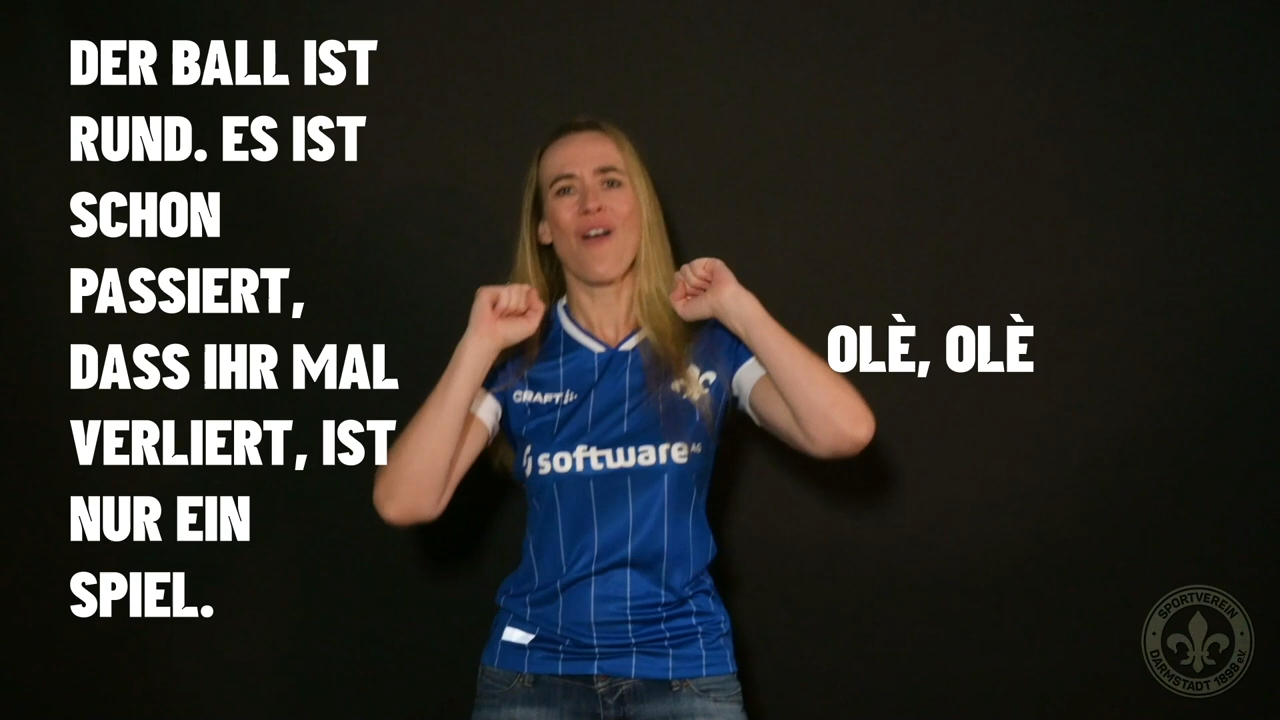 DER BALL IST
RUND. ES IST
SCHON
PASSIERT,
DASS IHR MAL
VERLIERT, IST
NUR EIN
SPIEL.
OLÈ, OLÈ
CRAFT
software AG
SPORTVEREIN
DARMSTADT 1898 e.V.